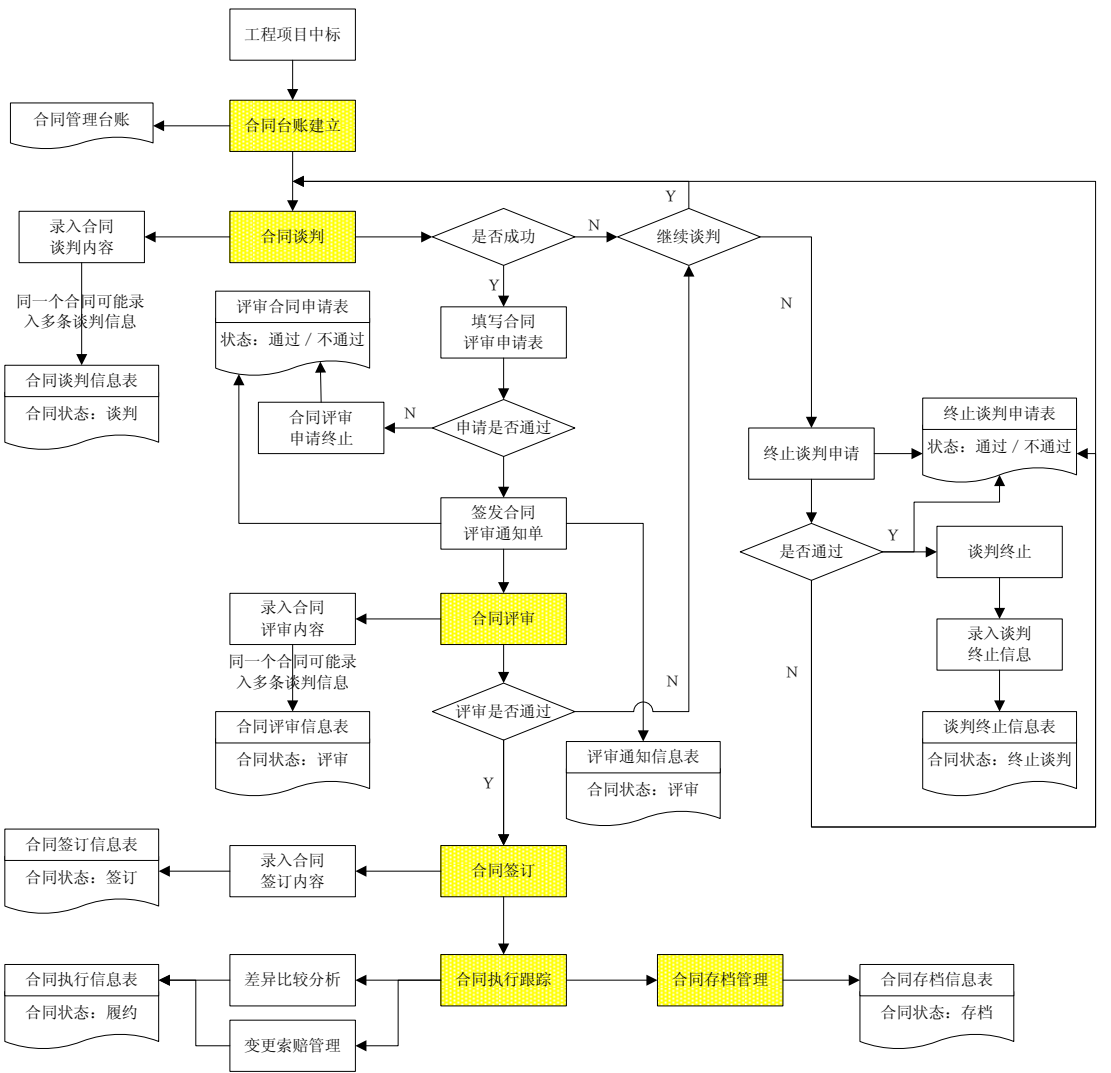 工程项目中标
合同管理台账
合同台账建立
Y
录入合同
谈判内容
合同谈判
是否成功
N
继续谈判
Y
N
同一个合同可能录
入多条谈判信息
评审合同申请表
状态：通过／不通过
填写合同
评审申请表
合同谈判信息表
合同状态：谈判
合同评审
申请终止
N
申请是否通过
终止谈判申请
终止谈判申请表
状态：通过／不通过
签发合同
评审通知单
是否通过
Y
谈判终止
录入合同
评审内容
合同评审
录入谈判
终止信息
同一个合同可能录
入多条谈判信息
N
N
评审是否通过
合同评审信息表
合同状态：评审
谈判终止信息表
合同状态：终止谈判
评审通知信息表
合同状态：评审
Y
合同签订信息表
合同状态：签订
录入合同
签订内容
合同签订
合同执行信息表
合同状态：履约
差异比较分析
合同执行跟踪
合同存档管理
合同存档信息表
合同状态：存档
变更索赔管理